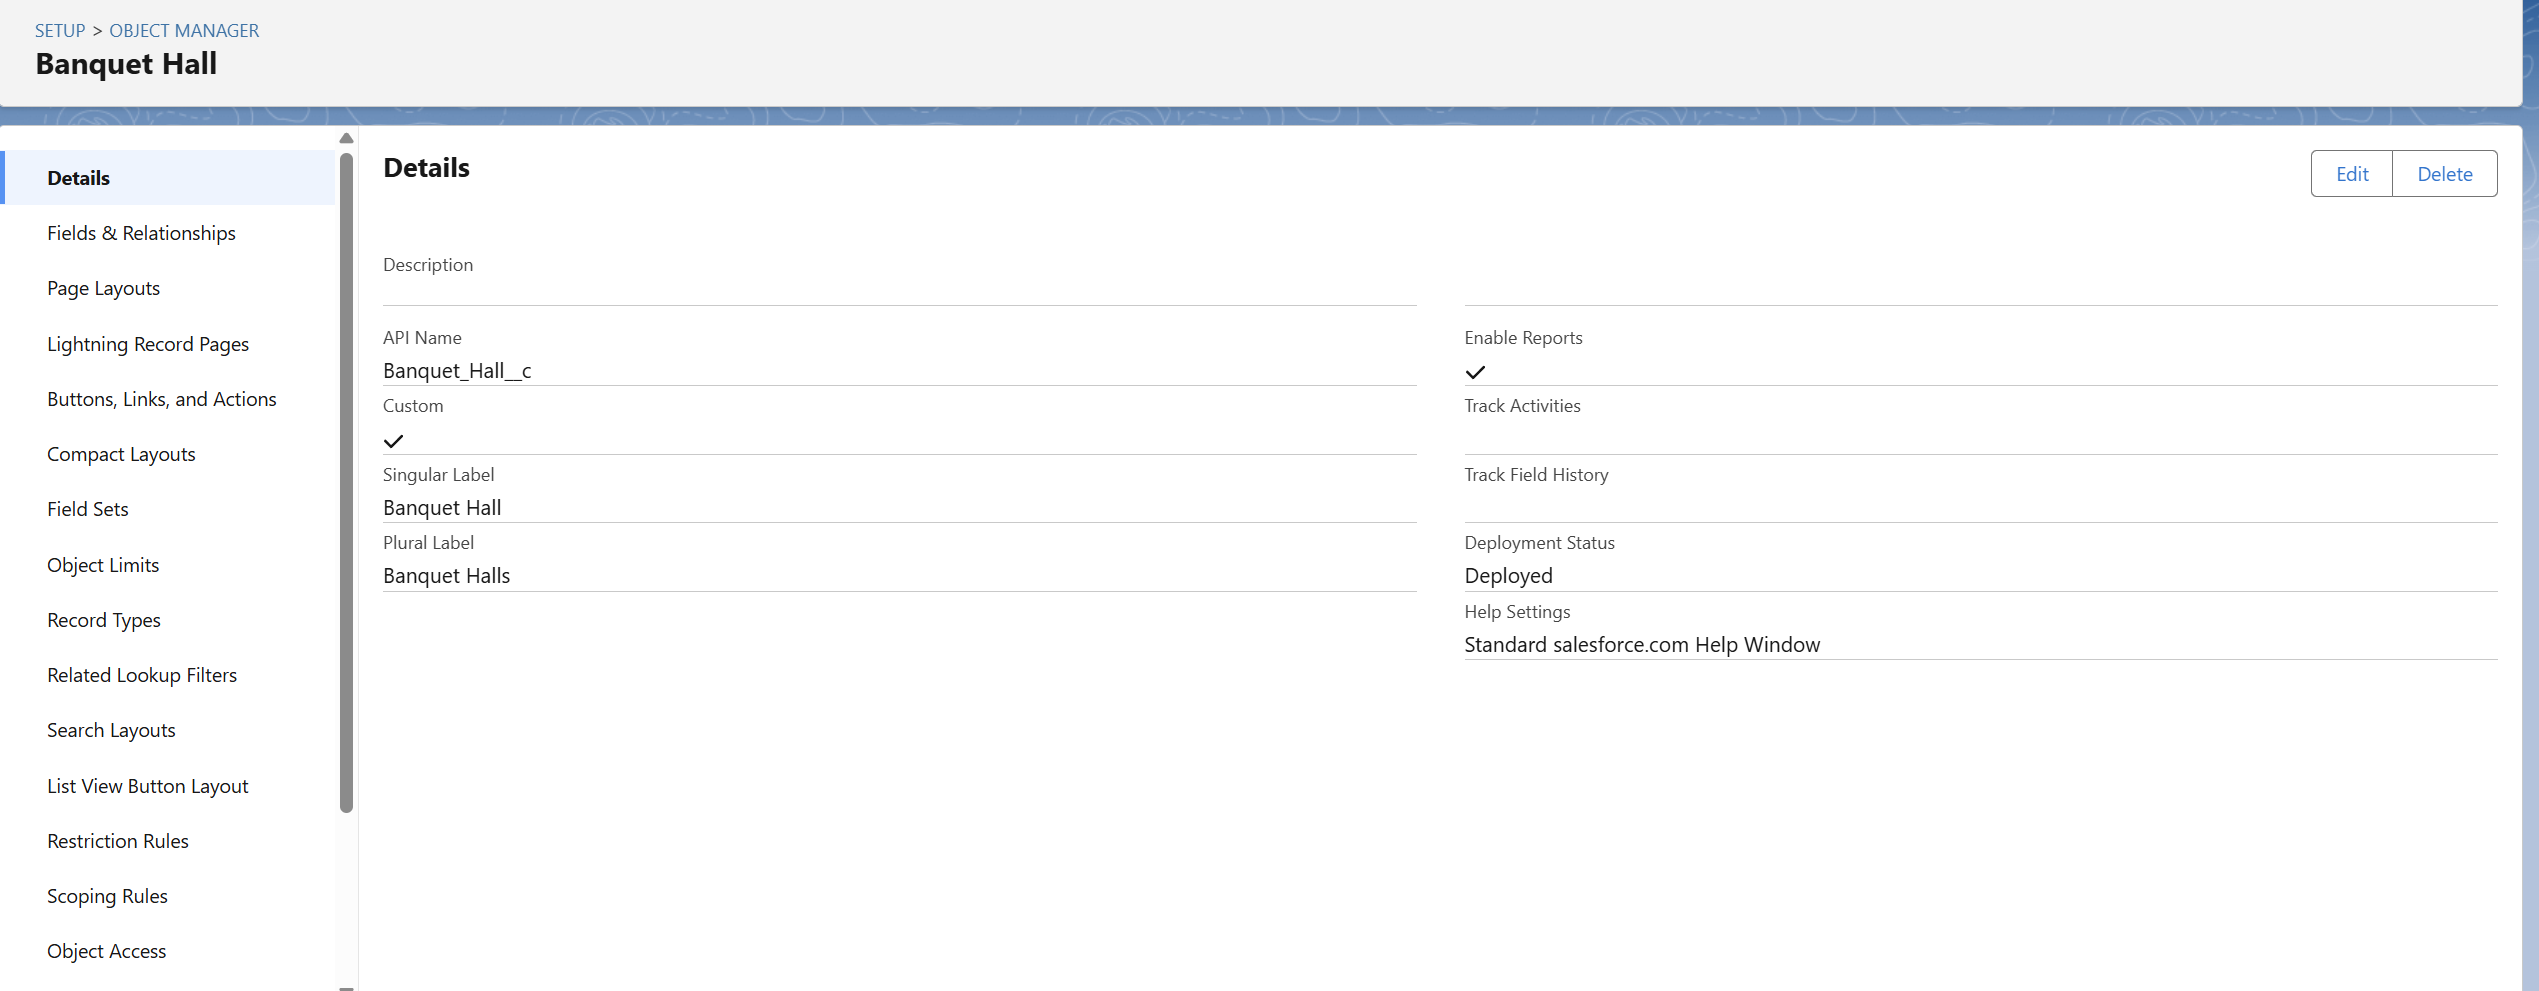 SETUP > OBJECT MANAGER
Banquet Hall
Details
Fields & Relationships
Page Layouts
Lightning Record Pages
Buttons, Links, and Actions
Compact Layouts
Field Sets
Object Limits
Record Types
Related Lookup Filters
Search Layouts
List View Button Layout
Restriction Rules
Scoping Rules
Object Access
Details
Edit
Delete
Description
API Name
Banquet_Hall__c
Custom
Singular Label
Banquet Hall
Plural Label
Banquet Halls
Enable Reports
Track Activities
Track Field History
Deployment Status
Deployed
Help Settings
Standard salesforce.com Help Window